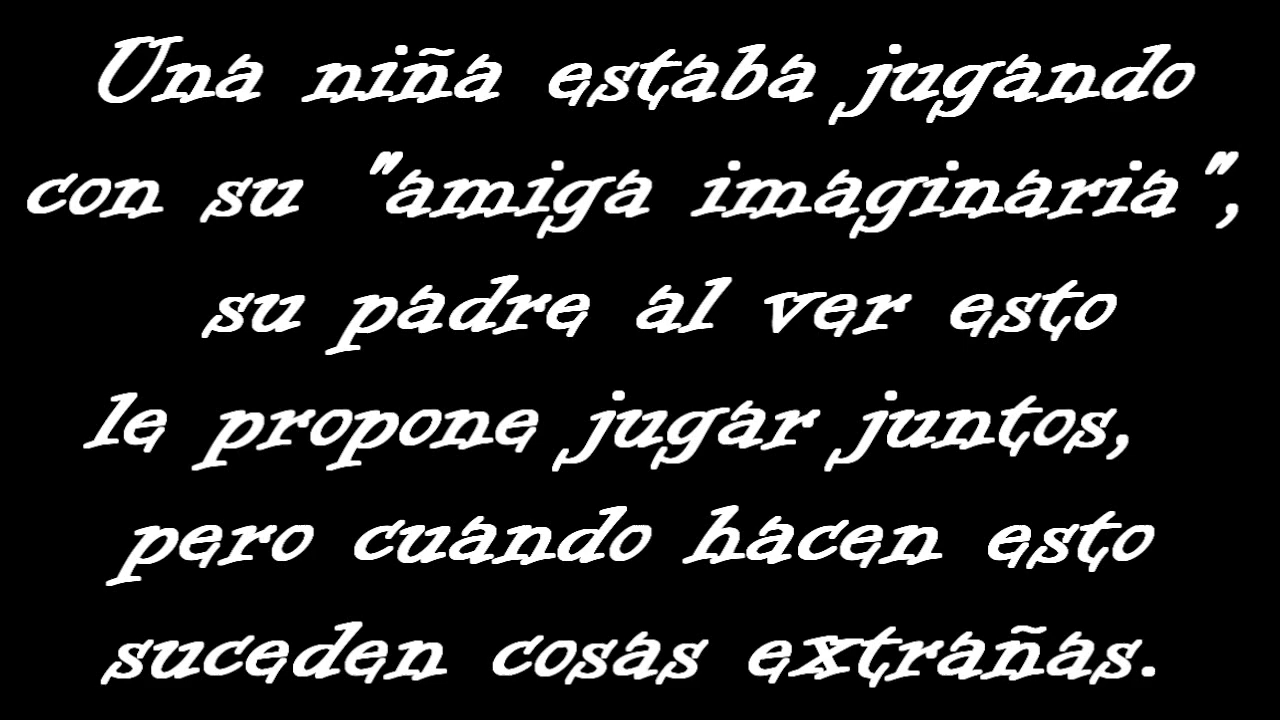 Una niña estaba jugando
con su "amiga imaginaria",
su padre al ver esto
le propone jugar juntos,
pero cuando hacen esto
suceden cosas extrañas.